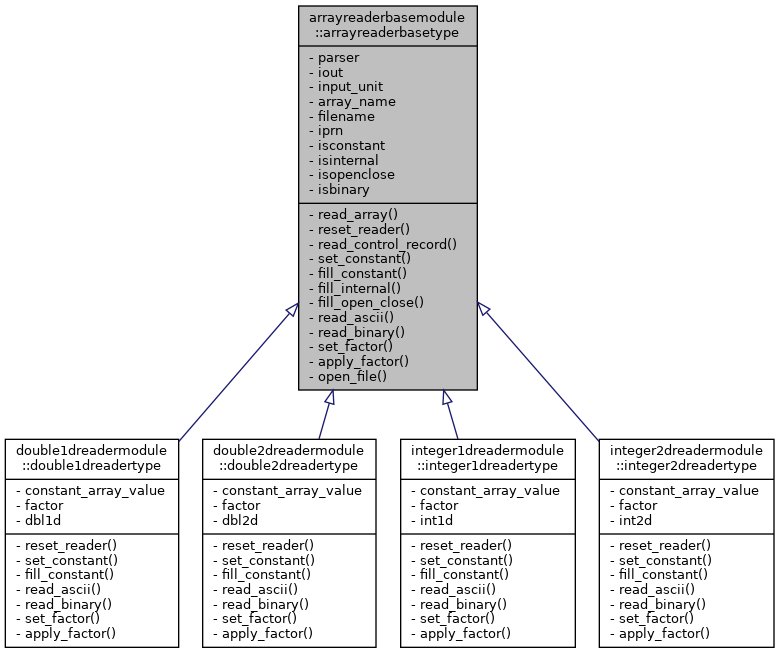 arrayreaderbasemodule
::arrayreaderbasetype
- parser
- iout
- input_unit
- array_name
- filename
- iprn
- isconstant
- isinternal
- isopenclose
- isbinary
- read_array()
- reset_reader()
- read_control_record()
- set_constant()
- fill_constant()
- fill_internal()
- fill_open_close()
- read_ascii()
- read_binary()
- set_factor()
- apply_factor()
- open_file()
double1dreadermodule
::double1dreadertype
- constant_array_value
- factor
- dbl1d
- reset_reader()
- set_constant()
- fill_constant()
- read_ascii()
- read_binary()
- set_factor()
- apply_factor()
double2dreadermodule
::double2dreadertype
- constant_array_value
- factor
- dbl2d
- reset_reader()
- set_constant()
- fill_constant()
- read_ascii()
- read_binary()
- set_factor()
- apply_factor()
integer1dreadermodule
::integer1dreadertype
- constant_array_value
- factor
- int1d
- reset_reader()
- set_constant()
- fill_constant()
- read_ascii()
- read_binary()
- set_factor()
- apply_factor()
integer2dreadermodule
::integer2dreadertype
- constant_array_value
- factor
- int2d
- reset_reader()
- set_constant()
- fill_constant()
- read_ascii()
- read_binary()
- set_factor()
- apply_factor()